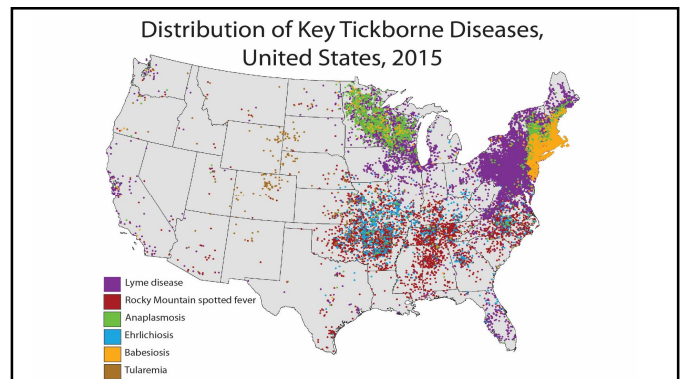 Distribution of Key Tickborne Diseases,
United States, 2015
Lyme disease
Rocky Mountain spotted fever
Anaplasmosis
Ehrlichiosis
Babesiosis
Tularemia